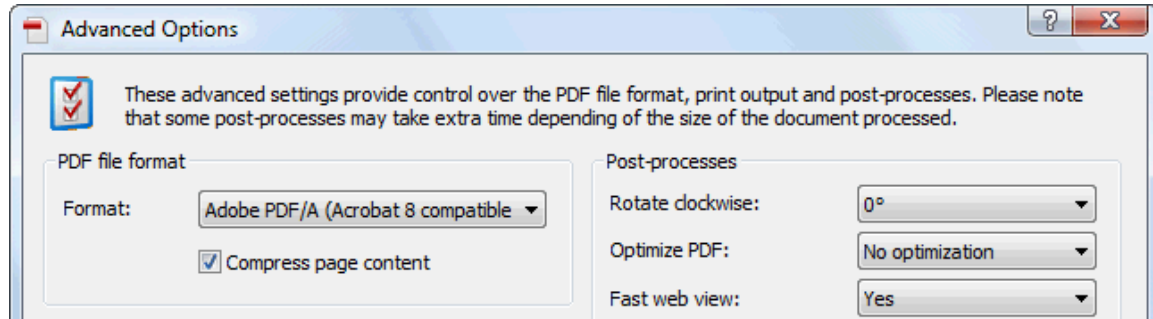 Advanced Options
These advanced settings provide control over the PDF file format, print output and post-processes. Please note
that some post-processes may take extra time depending of the size of the document processed.
PDF file format
Format: Adobe PDF/A (Acrobat 8 compatible
Compress page content
Post-processes
Rotate clockwise: 0°
Optimize PDF: No optimization
Fast web view: Yes